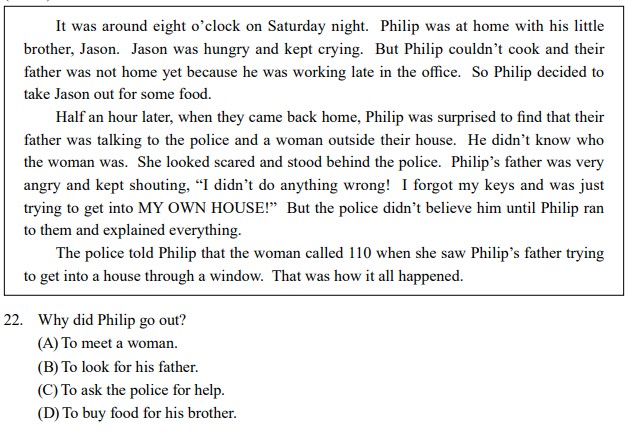 It was around eight o’clock on Saturday night. Philip was at home with his little
brother, Jason. Jason was hungry and kept crying. But Philip couldn’t cook and their
father was not home yet because he was working late in the office. So Philip decided to
take Jason out for some food.
Half an hour later, when they came back home, Philip was surprised to find that their
father was talking to the police and a woman outside their house. He didn’t know who
the woman was. She looked scared and stood behind the police. Philip’s father was very
angry and kept shouting, “I didn’t do anything wrong! I forgot my keys and was just
trying to get into MY OWN HOUSE!” But the police didn’t believe him until Philip ran
to them and explained everything.
The police told Philip that the woman called 110 when she saw Philip’s father trying
to get into a house through a window. That was how it all happened.
22. Why did Philip go out?
(A) To meet a woman.
(B) To look for his father.
(C) To ask the police for help.
(D) To buy food for his brother.